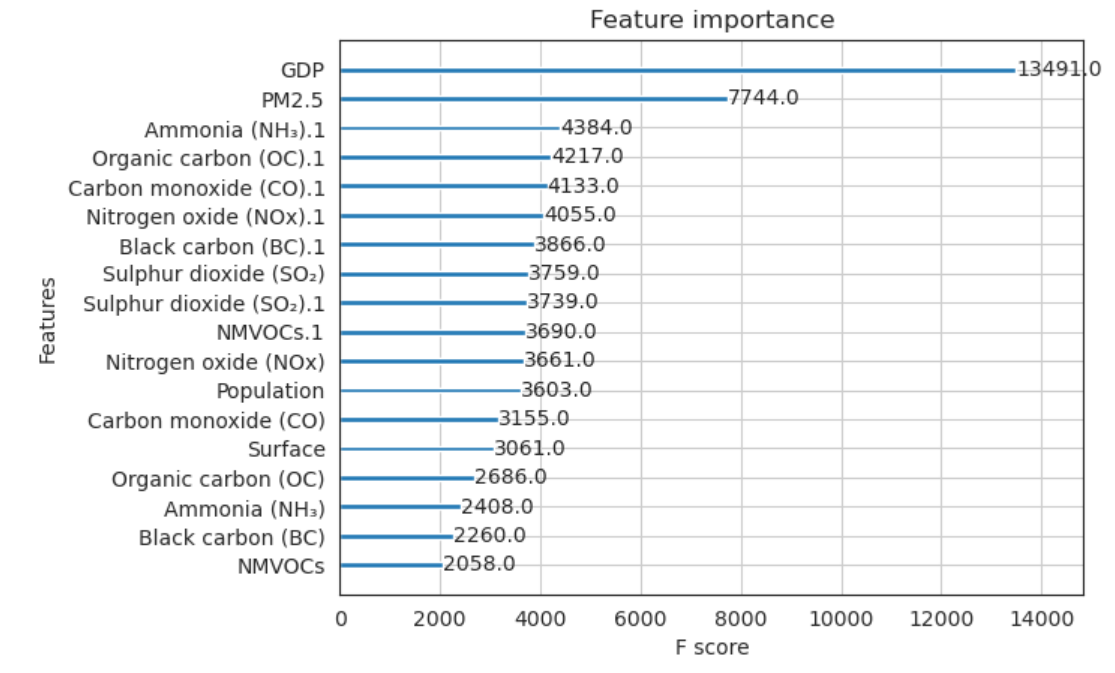 Feature importance
GDP 13491.0
PM2.5 7744.0
Ammonia (NH₃).1 4384.0
Organic carbon (OC).1 4217.0
Carbon monoxide (CO).1 4133.0
Nitrogen oxide (NOx).1 4055.0
Black carbon (BC).1 3866.0
Sulphur dioxide (SO₂) 3759.0
Sulphur dioxide (SO₂).1 3739.0
NMVOCs.1 3690.0
Nitrogen oxide (NOx) 3661.0
Population 3603.0
Carbon monoxide (CO) 3155.0
Surface 3061.0
Organic carbon (OC) 2686.0
Ammonia (NH₃) 2408.0
Black carbon (BC) 2260.0
NMVOCs 2058.0
Features
0 2000 4000 6000 8000 10000 12000 14000
F score